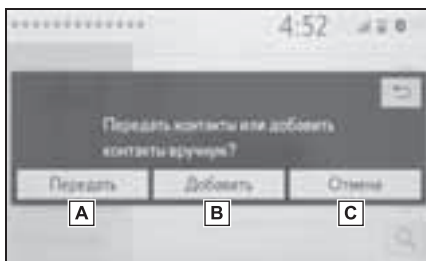 4:52
Передать контакты или добавить
контакты вручную?
Передать Добавить Отмена
A B C